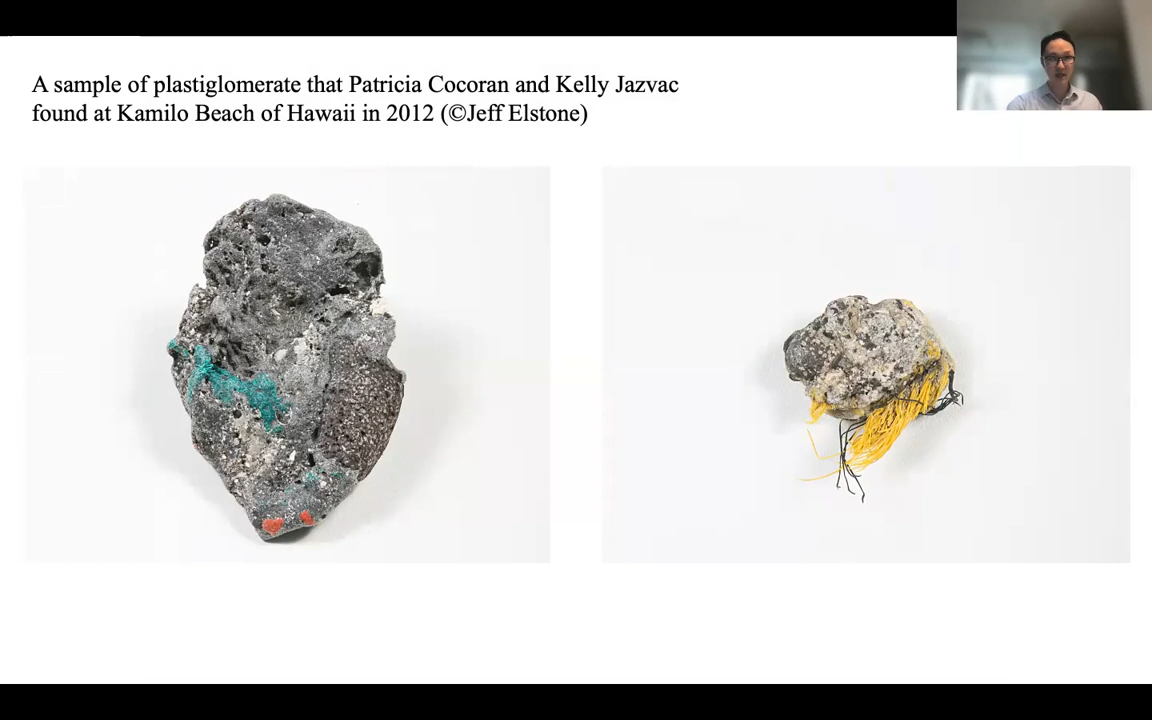 A sample of plastiglomerate that Patricia Cocoran and Kelly Jazvac
found at Kamilo Beach of Hawaii in 2012 (©Jeff Elstone)